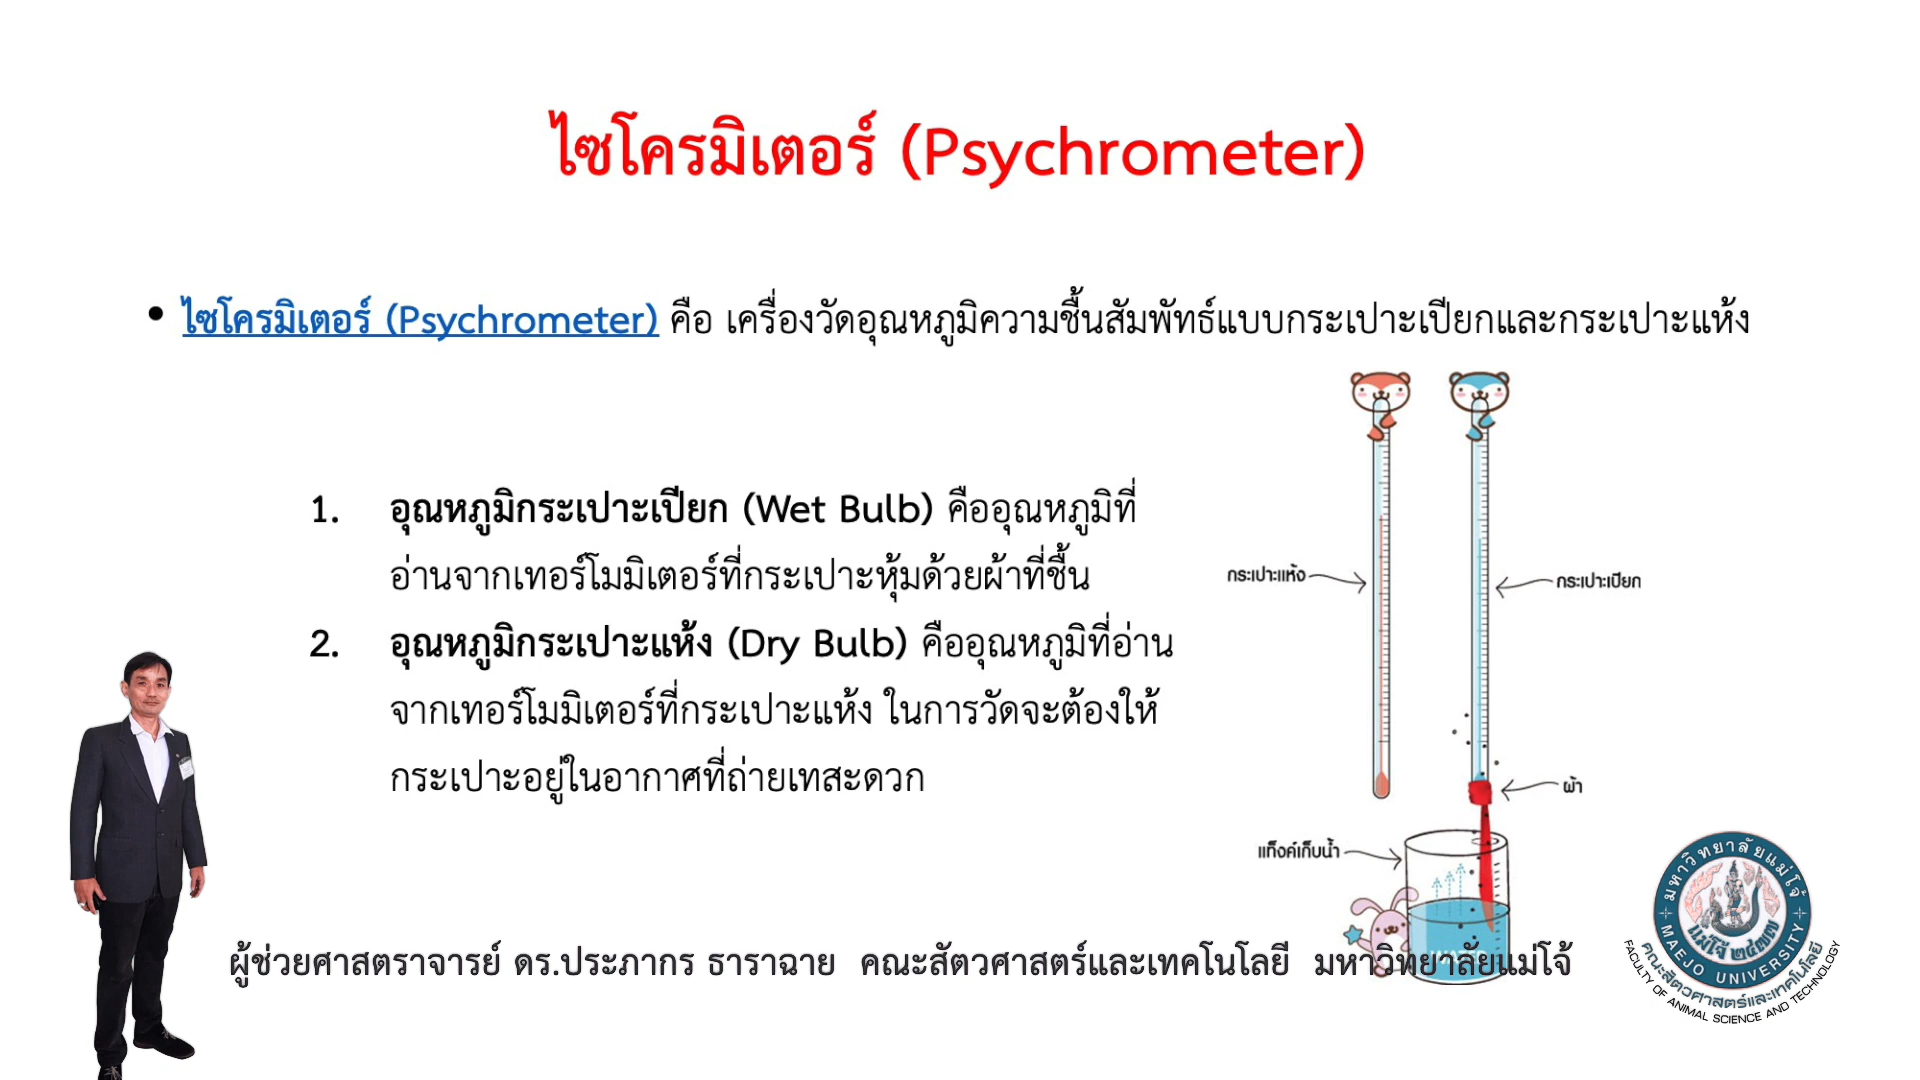 ไซโครมิเตอร์ (Psychrometer)
• ไซโครมิเตอร์ (Psychrometer) คือ เครื่องวัดอุณหภูมิความชื้นสัมพัทธ์แบบกระเปาะเปียกและกระเปาะแห้ง
1. อุณหภูมิกระเปาะเปียก (Wet Bulb) คืออุณหภูมิที่
อ่านจากเทอร์โมมิเตอร์ที่กระเปาะหุ้มด้วยผ้าที่ชื้น
2. อุณหภูมิกระเปาะแห้ง (Dry Bulb) คืออุณหภูมิที่อ่าน
จากเทอร์โมมิเตอร์ที่กระเปาะแห้ง ในการวัดจะต้องให้
กระเปาะอยู่ในอากาศที่ถ่ายเทสะดวก
กระเปาะแห้ง
กระเปาะเปียก
ผ้า
แท็งค์เก็บน้ำ
ผู้ช่วยศาสตราจารย์ ดร.ประภากร ธาราฉาย คณะสัตวศาสตร์และเทคโนโลยี มหาวิทยาลัยแม่โจ้
มหาวิทยาลัยแม่โจ้
แม่โจ้ ๒๔๗๗
MAEJO UNIVERSITY
คณะสัตวศาสตร์และเทคโนโลยี
FACULTY OF ANIMAL SCIENCE AND TECHNOLOGY